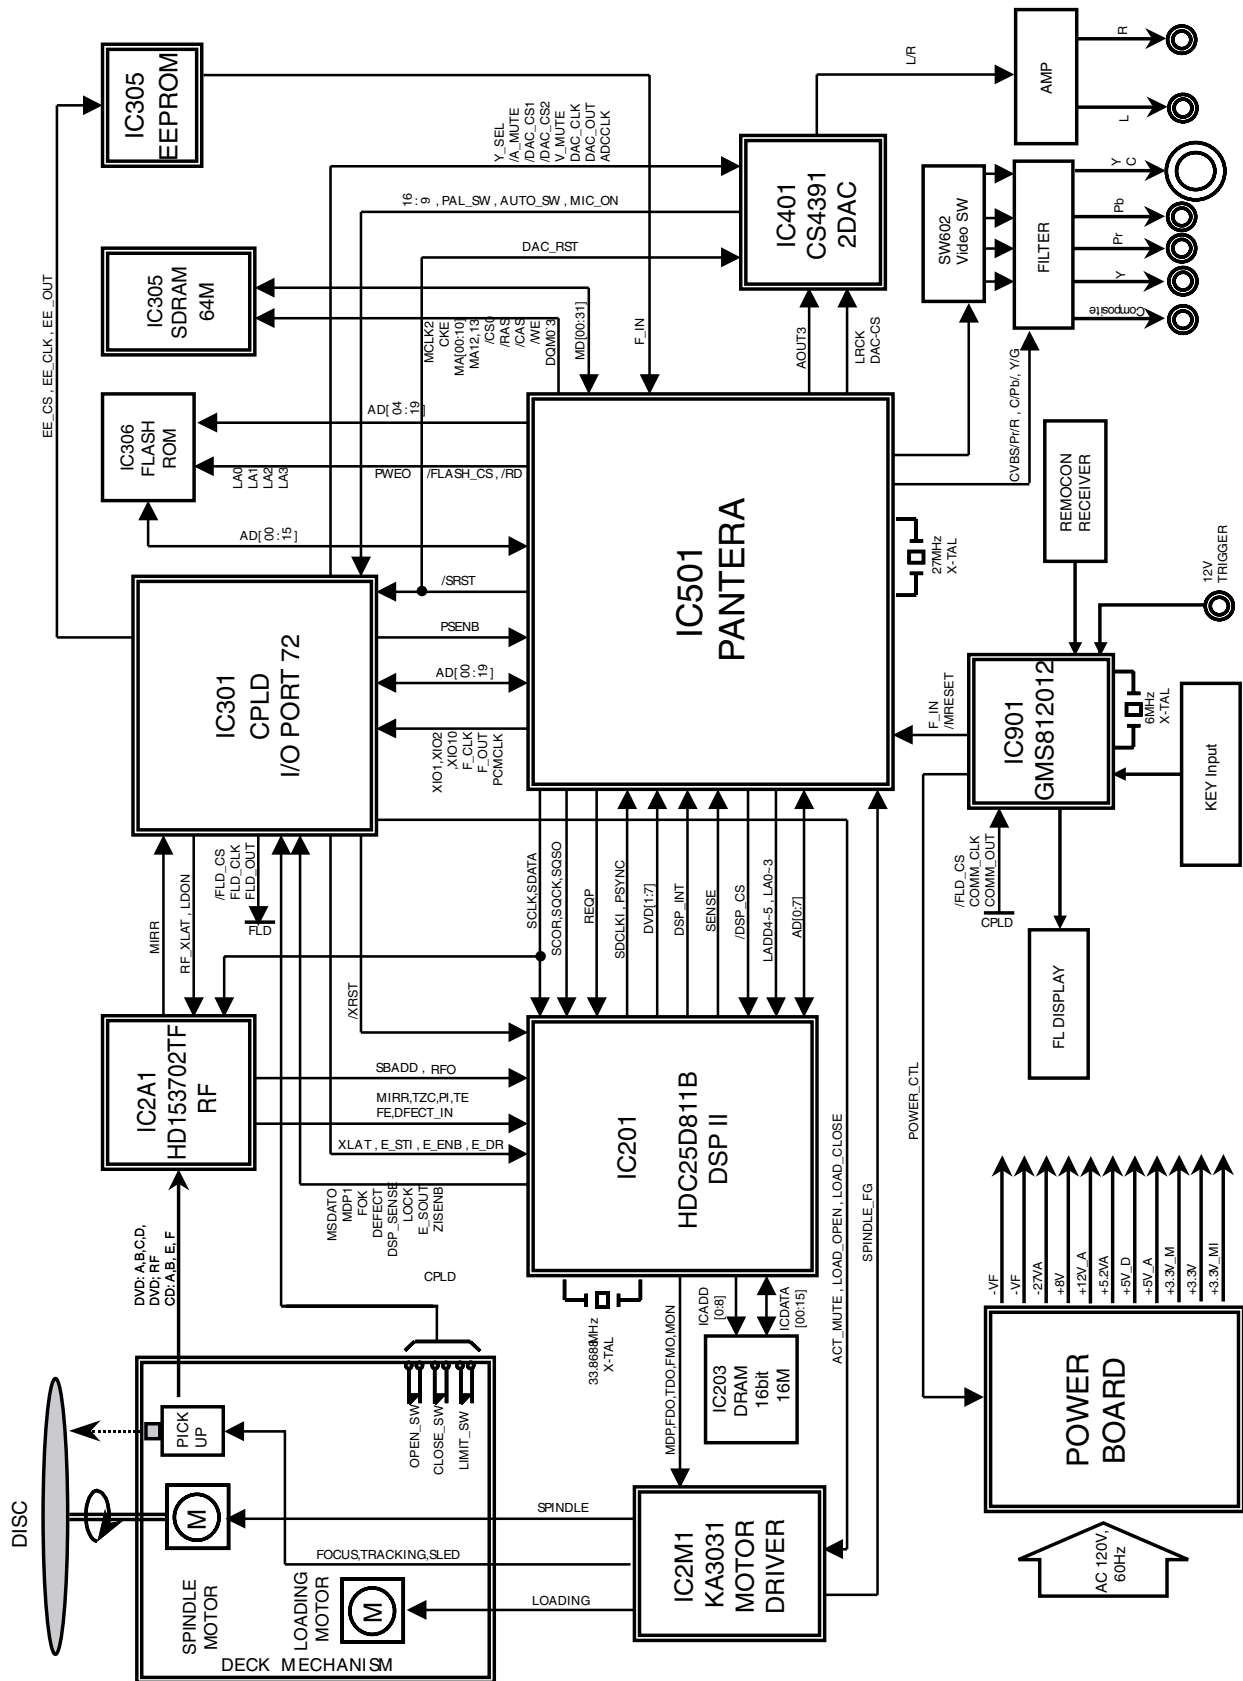 DISC
SPINDLE
MOTOR
M
PICK
UP
LOADING
MOTOR
M
DECK MECHANISM
OPEN_SW
CLOSE_SW
LIMIT_SW
CPLD
DVD: A,B,C,D,
DVD: RF
CD: A,B, E, F
SPINDLE
FOCUS,TRACKING,SLED
LOADING
IC2A1
HD153702TF
RF
MIRR
RF_XLAT , LDON
/FLD_CS
FLD_CLK
FLD_OUT
FLD
/XRST
SBADD , RFO
MIRR,TZC,PI,TE
FE,DFECT_IN
XLAT , E_STI , E_ENB , E_DR
MSDATO
MDP1
FOK
DEFECT
DSP_SENSE
LOCK
E_SOUT
ZISENB
IC301
CPLD
I/O PORT 72
EE_CS , EE_CLK , EE_OUT
IC305
EEPROM
IC305
SDRAM
64M
IC306
FLASH
ROM
LA0
LA1
LA2
LA3
AD[ 04 : 19 ]
PWEO /FLASH_CS , /RD
AD[ 00 : 15 ]
/SRST
PSENB
AD[ 00 : 19 ]
XIO1,XIO2
,XIO10
F_CLK
F_OUT
PCMCLK
MCLK2
CKE
MA[00:10]
MA12,13
/CS0
/RAS
/CAS
/WE
DQM0'3
MD[00:31]
F_IN
Y_SEL
/A_MUTE
/DAC_CS1
/DAC_CS2
V_MUTE
DAC_CLK
DAC_OUT
ADCCLK
16 : 9 , PAL_SW , AUTO_SW , MIC_ON
DAC_RST
IC401
CS4391
2DAC
AOUT3
LRCK
DAC-CS
L/R
AMP
R
L
SW602
Video SW
FILTER
Y
C
Pb
Pr
Y
Composite
CVBS/Pr/R , C/Pb/, Y/G
IC501
PANTERA
27MHz
X-TAL
SCLK,SDATA
SCOR,SQCK,SQSO
REQP
SDCLKI , PSYNC
DVD[1:7]
DSP_INT
SENSE
/DSP_CS
LADD4~5 , LA0~3
AD[0:7]
IC201
HDC25D811B
DSP II
33.8688MHz
X-TAL
ICADD
[0:8]
ICDATA
[00:15]
IC203
DRAM
16bit
16M
MDP,FDO,TDO,FMO,MON
IC2M1
KA3031
MOTOR
DRIVER
ACT_MUTE , LOAD_OPEN , LOAD_CLOSE
SPINDLE_FG
REMOCON
RECEIVER
12V
TRIGGER
IC901
GMS812012
F_IN
/MRESET
6MHz
X-TAL
KEY Input
/FLD_CS
COMM_CLK
COMM_OUT
CPLD
FL DISPLAY
POWER_CTL
-VF
-VF
-27VA
+8V
+12V_A
+5.2VA
+5V_D
+5V_A
+3.3V_M
+3.3V
+3.3V_MI
POWER
BOARD
AC 120V,
60Hz